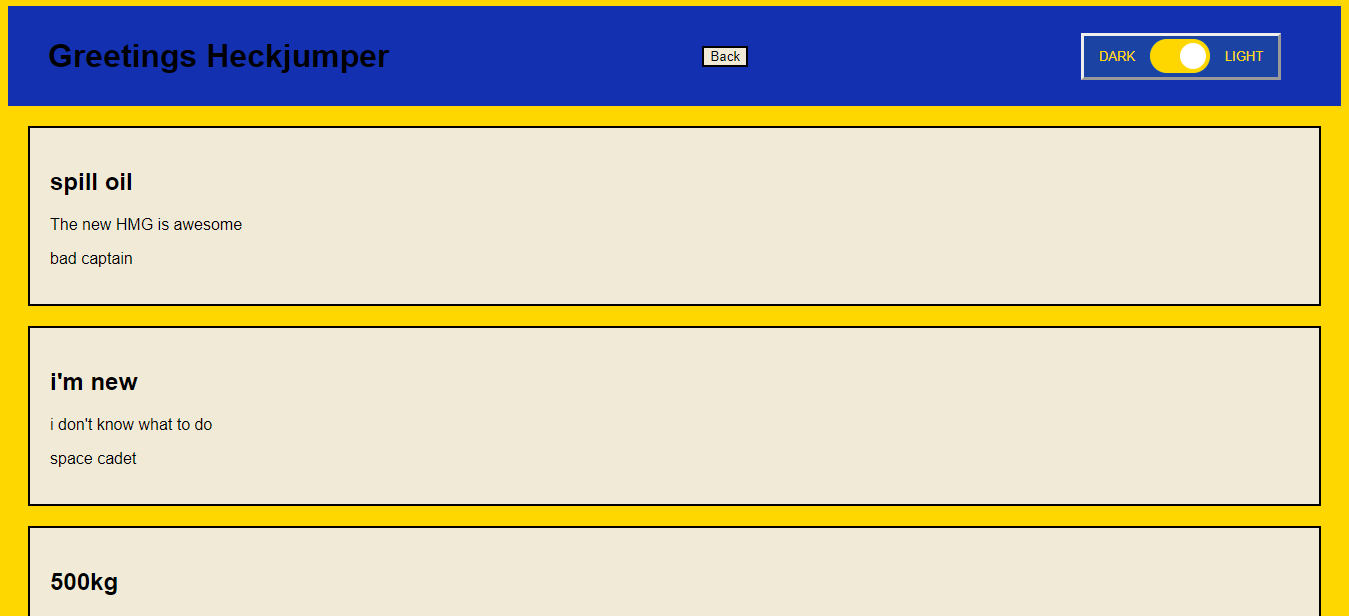 Greetings Heckjumper
Back
DARK LIGHT
spill oil
The new HMG is awesome
bad captain
i'm new
i don't know what to do
space cadet
500kg